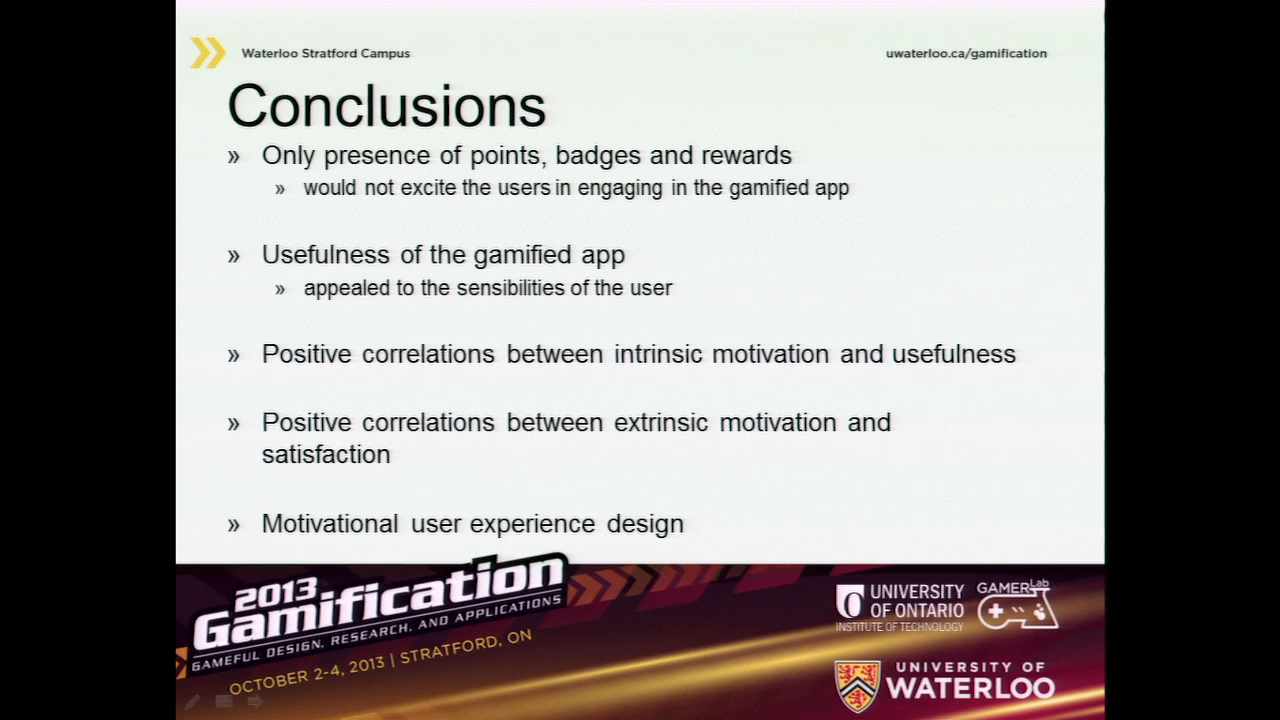 Waterloo Stratford Campus
uwaterloo.ca/gamification
Conclusions
» Only presence of points, badges and rewards
» would not excite the users in engaging in the gamified app
» Usefulness of the gamified app
» appealed to the sensibilities of the user
» Positive correlations between intrinsic motivation and usefulness
» Positive correlations between extrinsic motivation and
satisfaction
» Motivational user experience design
2013
Gamification
GAMEFUL DESIGN, RESEARCH, AND APPLICATIONS
OCTOBER 2-4, 2013 | STRATFORD, ON
UNIVERSITY
OF ONTARIO
INSTITUTE OF TECHNOLOGY
GAMERLab
UNIVERSITY OF
WATERLOO